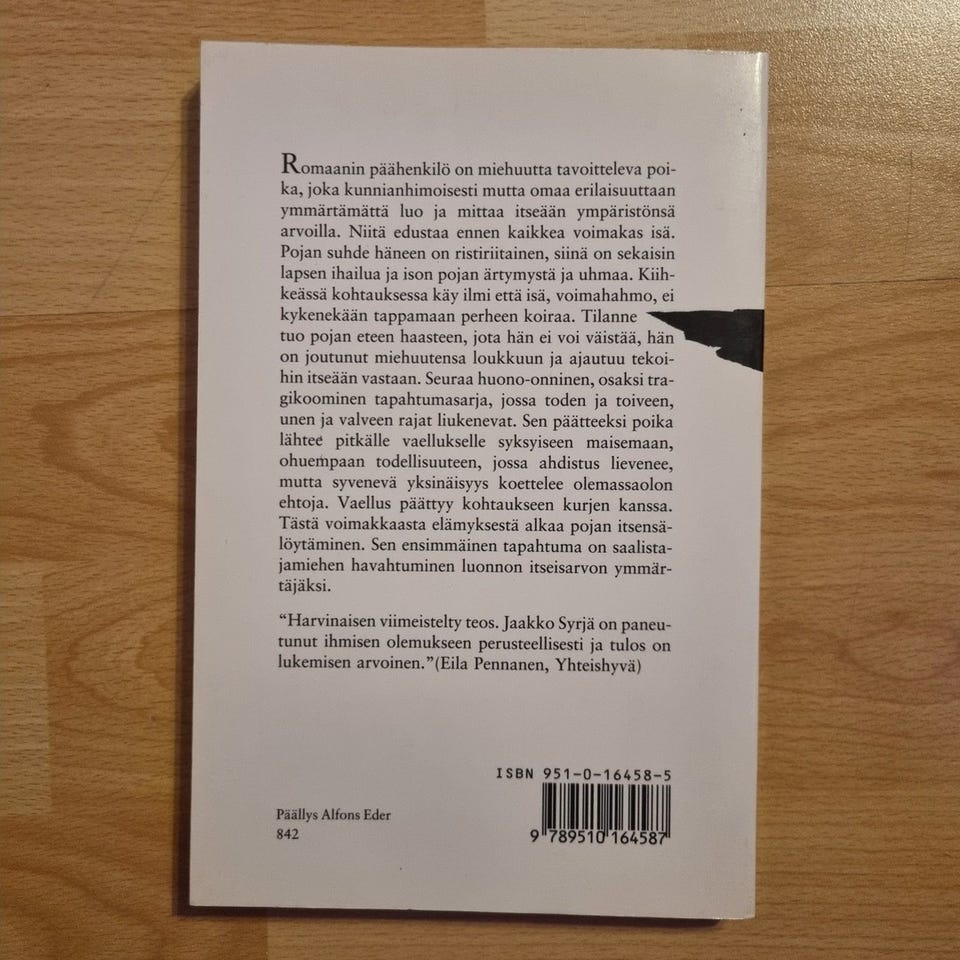 Romaanin päähenkilö on miehuutta tavoitteleva poi-
ka, joka kunnianhimoisesti mutta omaa erilaisuuttaan
ymmärtämättä luo ja mittaa itseään ympäristönsä
arvoilla. Niitä edustaa ennen kaikkea voimakas isä.
Pojan suhde häneen on ristiriitainen, siinä on sekaisin
lapsen ihailua ja ison pojan ärtymystä ja uhmaa. Kiih-
keässä kohtauksessa käy ilmi että isä, voimahahmo, ei
kykenekään tappamaan perheen koiraa. Tilanne
tuo pojan eteen haasteen, jota hän ei voi väistää, hän
on joutunut miehuutensa loukkuun ja ajautuu tekoi-
hin itseään vastaan. Seuraa huono-onninen, osaksi tra-
gikoominen tapahtumasarja, jossa toden ja toiveen,
unen ja valveen rajat liukenevat. Sen päätteeksi poika
lähtee pitkälle vaellukselle syksyiseen maisemaan,
ohuempaan todellisuuteen, jossa ahdistus lievenee,
mutta syvenevä yksinäisyys koettelee olemassaolon
ehtoja. Vaellus päättyy kohtaukseen kurjen kanssa.
Tästä voimakkaasta elämyksestä alkaa pojan itsensä-
löytäminen. Sen ensimmäinen tapahtuma on saalista-
jamiehen havahtuminen luonnon itseisarvon ymmär-
täjäksi.
“Harvinaisen viimeistelty teos. Jaakko Syrjä on paneu-
tunut ihmisen olemukseen perusteellisesti ja tulos on
lukemisen arvoinen.”(Eila Pennanen, Yhteishyvä)
ISBN 951-0-16458-5
9 789510 164587
Päällys Alfons Eder
842